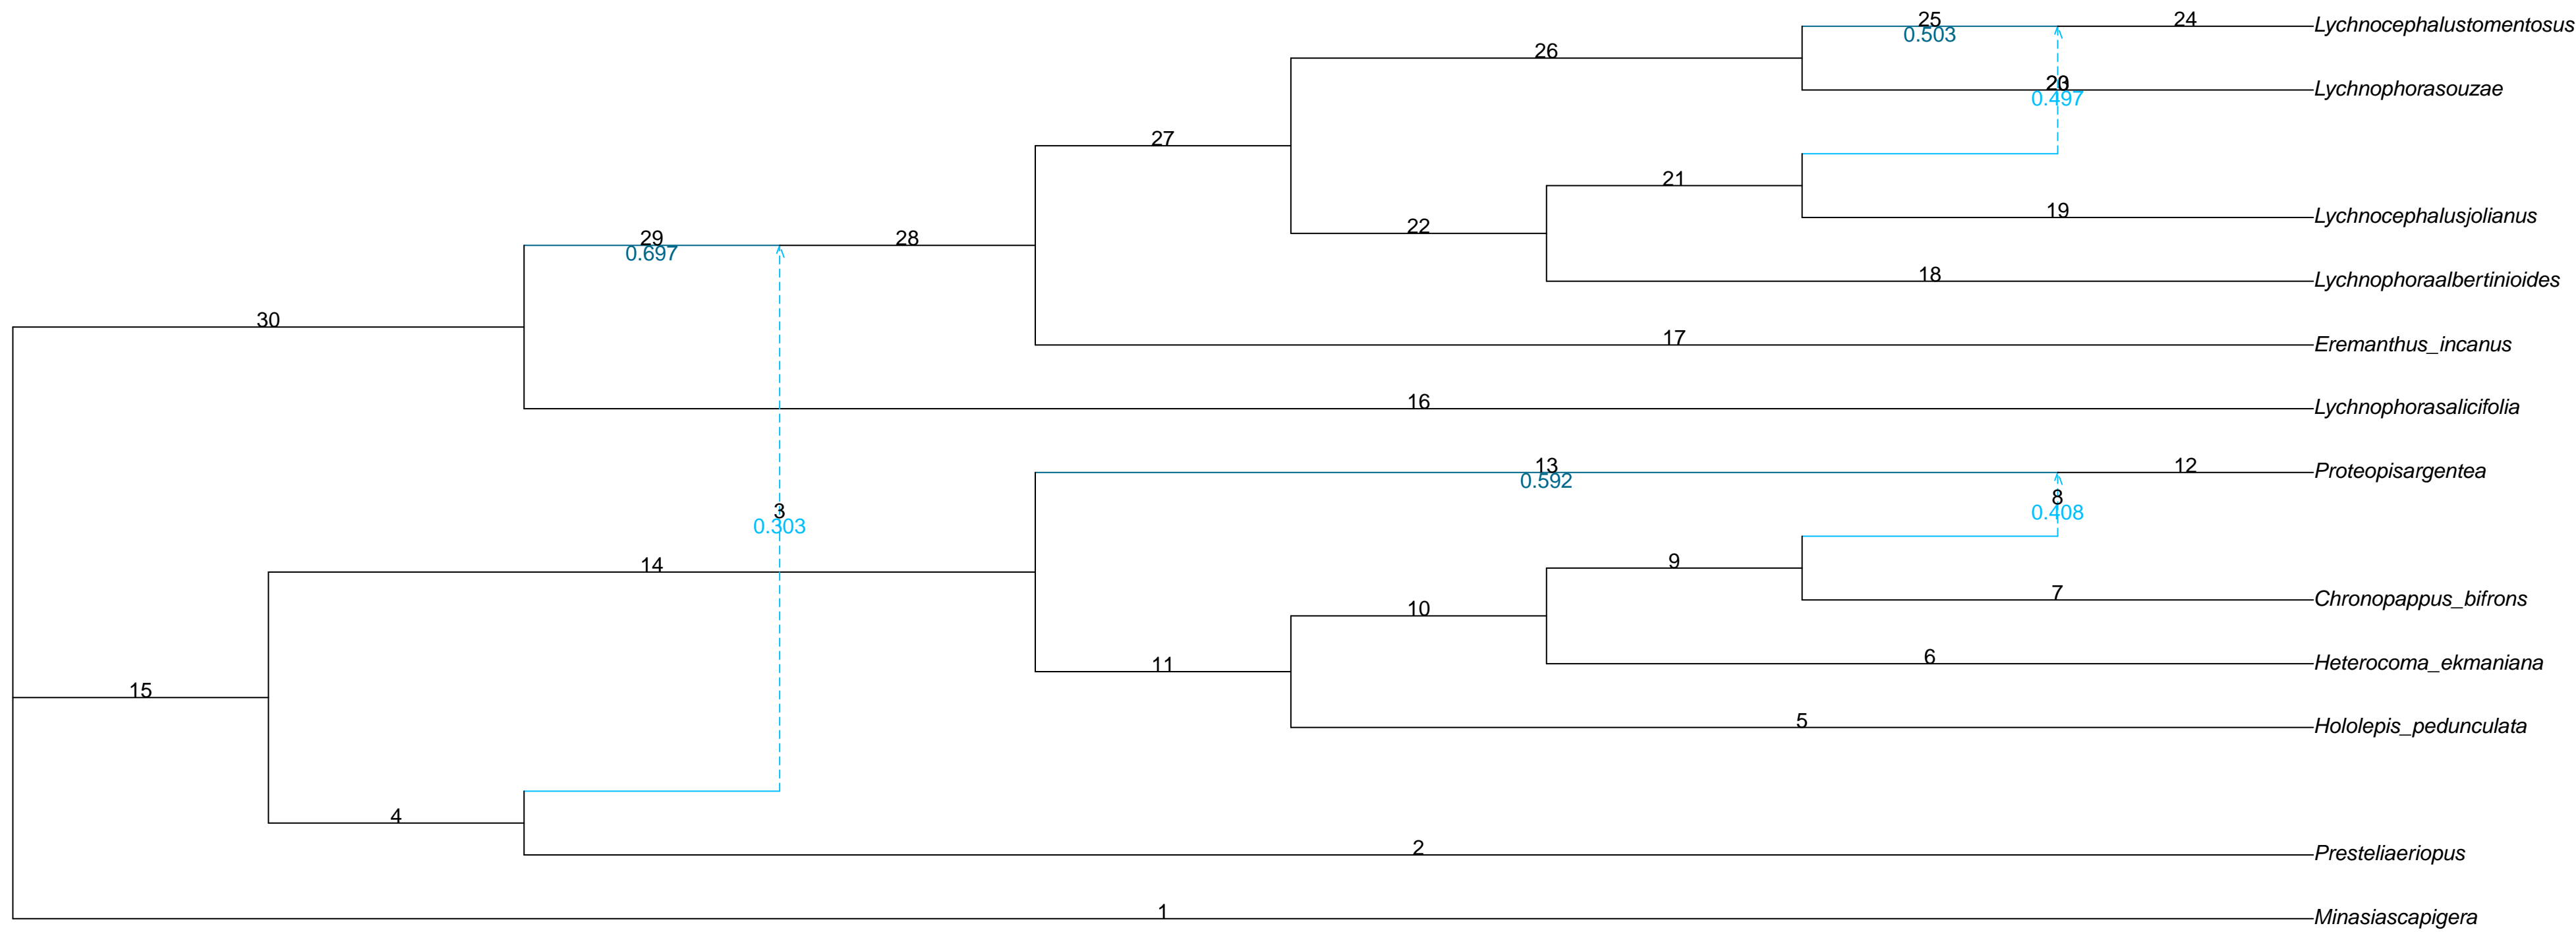 25 24 Lychnocephalustomentosus
0.503
26
20 Lychnophorasouzae
0.497
27
21
19 Lychnocephalusjolianus
22
29 28
0.697
18 Lychnophoraalbertinioides
30
17 Eremanthus_incanus
16 Lychnophorasalicifolia
13 12 Proteopisargentea
0.592
8
0.408
3
0.303
14
9
7 Chronopappus_bifrons
10
6 Heterocoma_ekmaniana
11
15
5 Hololepis_pedunculata
4
2 Presteliaeriopus
1 Minasiascapigera